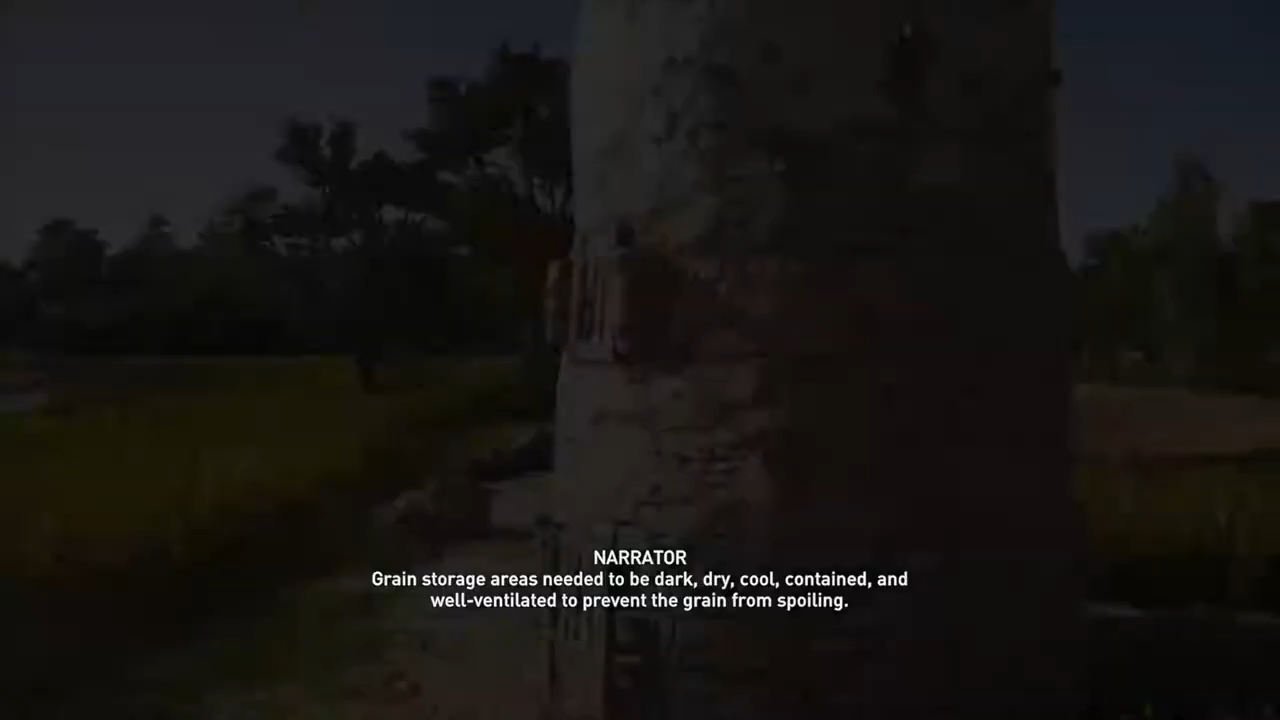 NARRATOR
Grain storage areas needed to be dark, dry, cool, contained, and
well-ventilated to prevent the grain from spoiling.